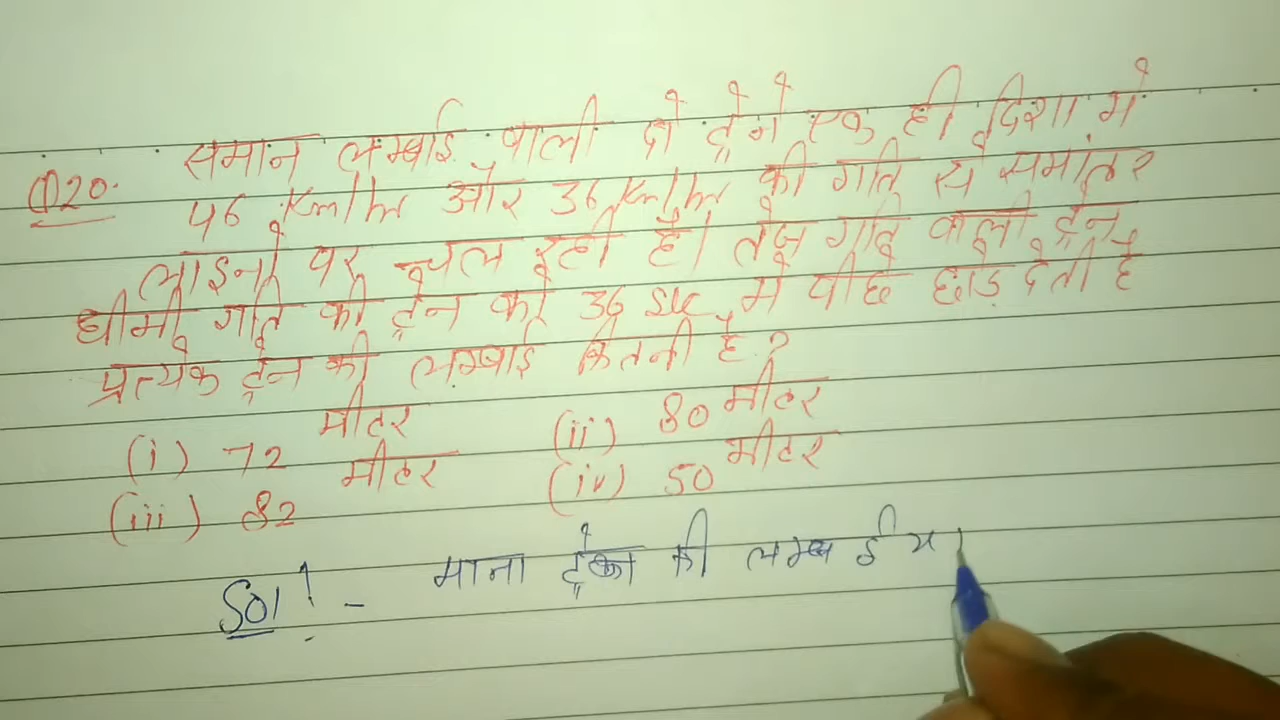 Q20. समान लम्बाई वाली दो ट्रेने एक ही दिशा मे
46 Km/hr और 36 Km/hr की गति से समांतर
लाइनो पर चल रही है। तेज गति वाली ट्रेन
धीमी गति की ट्रेन को 36 sec मे पीछे छोड़ देती है
प्रत्येक ट्रेन की लम्बाई कितनी है?
(i) 72 मीटर (ii) 80 मीटर
(iii) 82 मीटर (iv) 50 मीटर
Sol! - माना ट्रेन की लम्बाई x